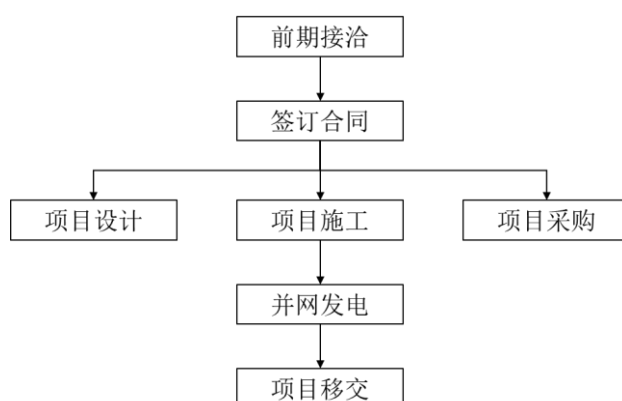 前期接洽
签订合同
项目设计
项目施工
项目采购
并网发电
项目移交